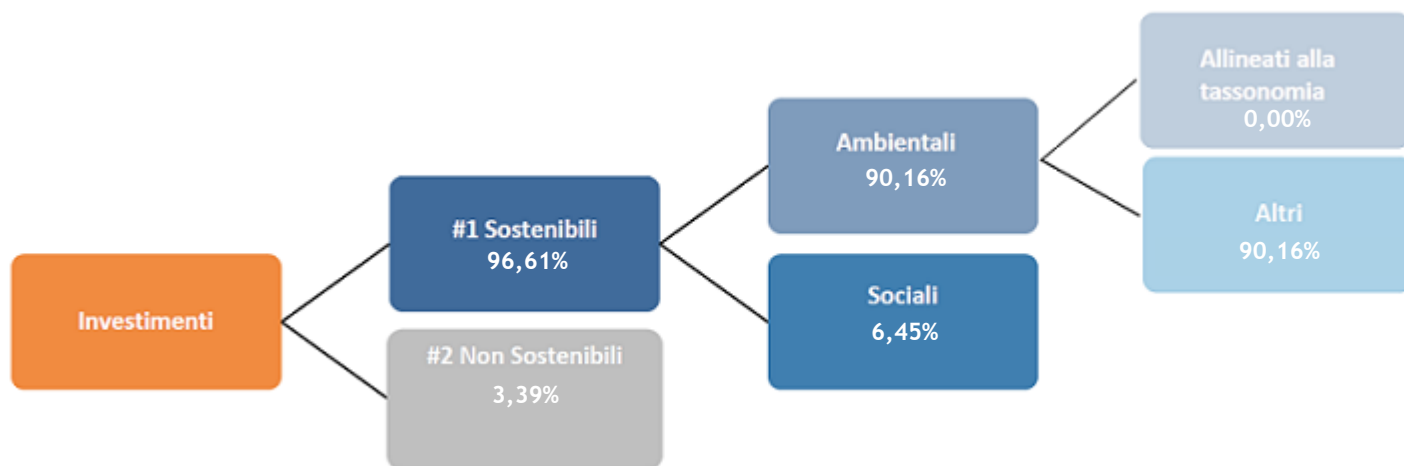 Investimenti
#1 Sostenibili
96,61%
#2 Non Sostenibili
3,39%
Ambientali
90,16%
Sociali
6,45%
Allineati alla
tassonomia
0,00%
Altri
90,16%